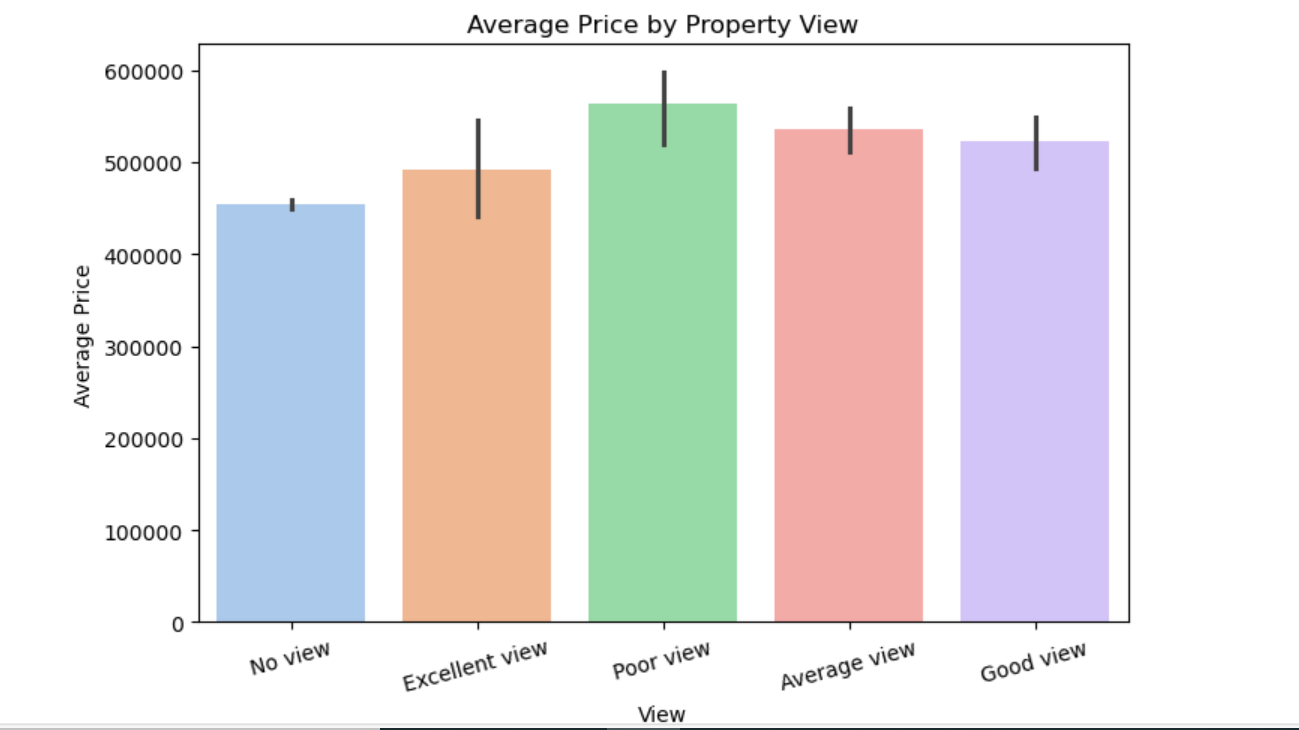 Average Price by Property View
600000
500000
400000
300000
200000
100000
0
Average Price
No view
Excellent view
Poor view
Average view
Good view
View